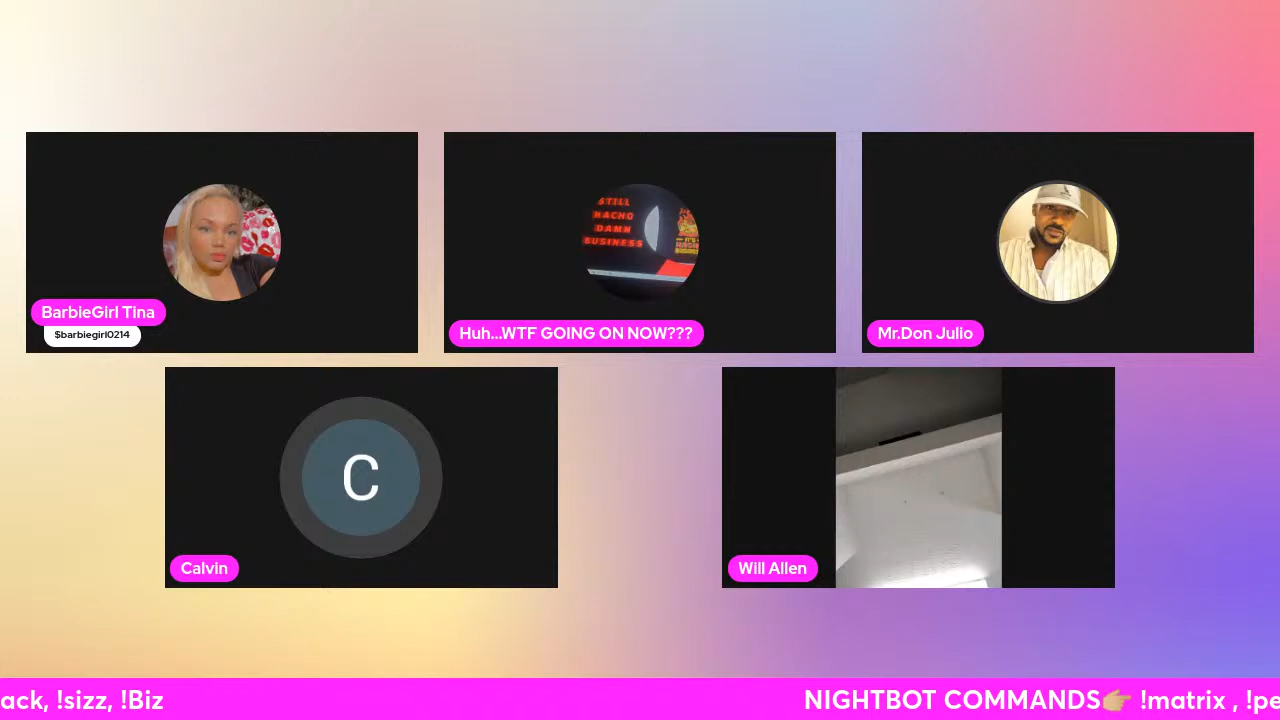 STILL
NACHO
DAMN
BUSINESS
BarbieGirl Tina
$barbiegirl0214
Huh...WTF GOING ON NOW???
Mr.Don Julio
C
Calvin
Will Allen
ack, !sizz, !Biz
NIGHTBOT COMMANDS👉🏼 !matrix , !pe